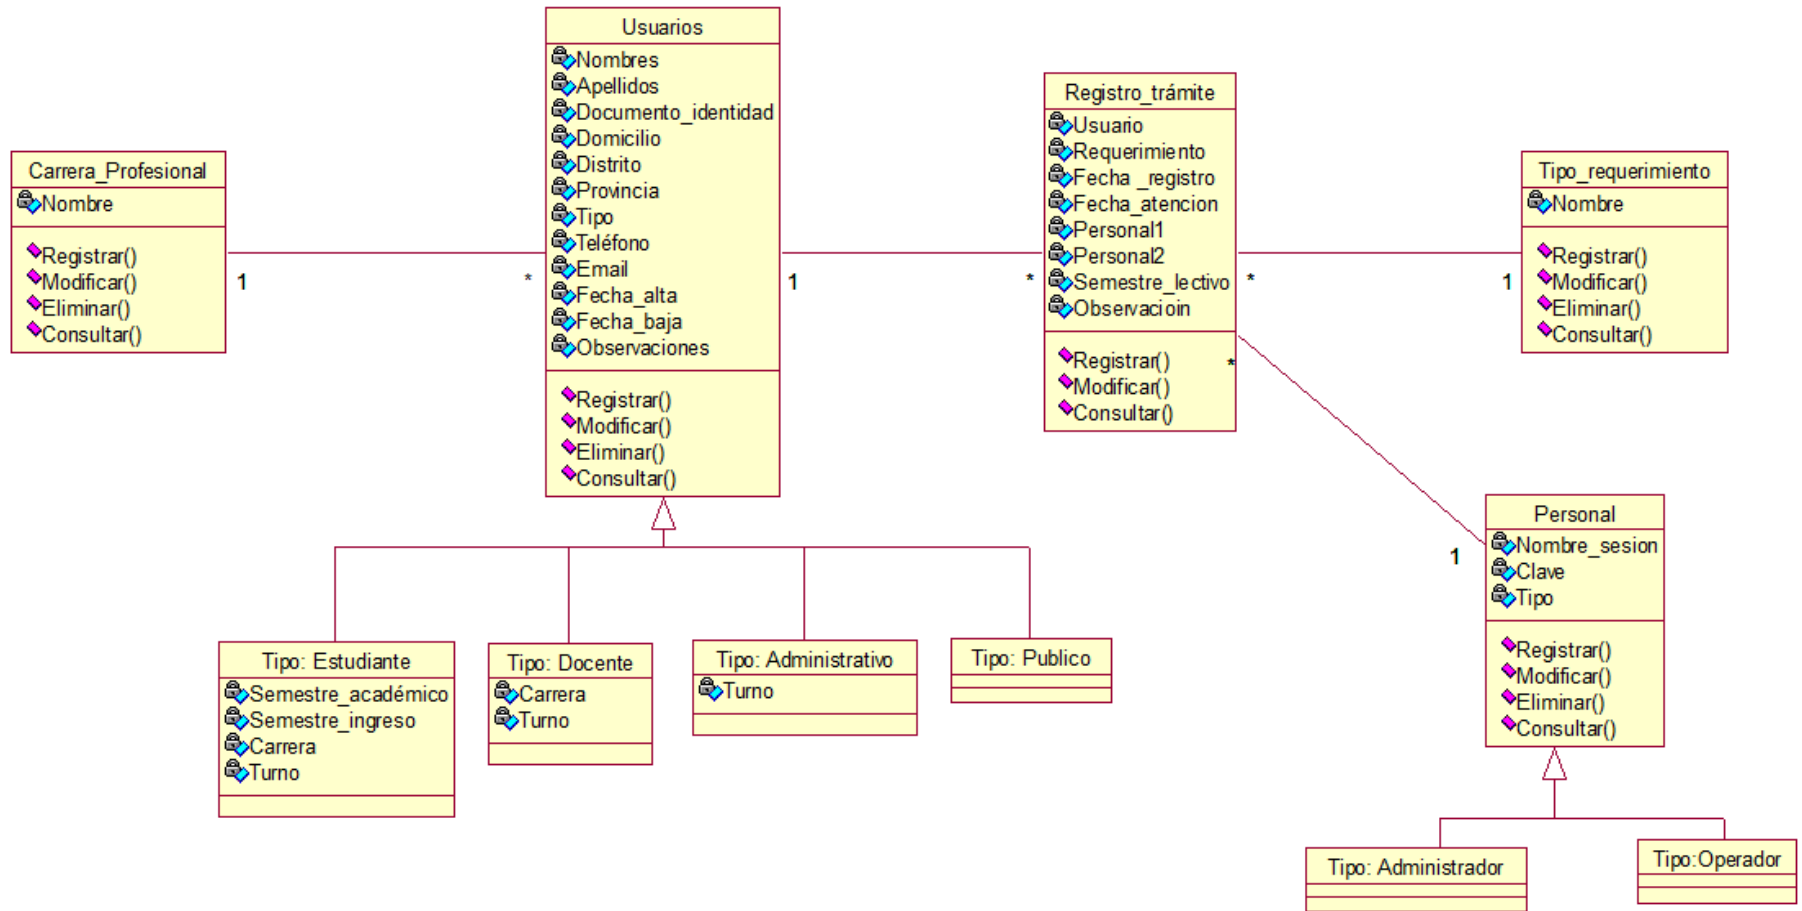 Usuarios
Nombres
Apellidos
Documento_identidad
Domicilio
Distrito
Provincia
Tipo
Teléfono
Email
Fecha_alta
Fecha_baja
Observaciones
Registrar()
Modificar()
Eliminar()
Consultar()
Carrera_Profesional
Nombre
Registrar()
Modificar()
Eliminar()
Consultar()
1
*
1
*
Registro_trámite
Usuario
Requerimiento
Fecha _registro
Fecha_atencion
Personal1
Personal2
Semestre_lectivo
Observacioin
Registrar()
Modificar()
Consultar()
*
1
*
1
Tipo_requerimiento
Nombre
Registrar()
Modificar()
Eliminar()
Consultar()
Personal
Nombre_sesion
Clave
Tipo
Registrar()
Modificar()
Eliminar()
Consultar()
Tipo: Estudiante
Semestre_académico
Semestre_ingreso
Carrera
Turno
Tipo: Docente
Carrera
Turno
Tipo: Administrativo
Turno
Tipo: Publico
Tipo: Administrador
Tipo:Operador